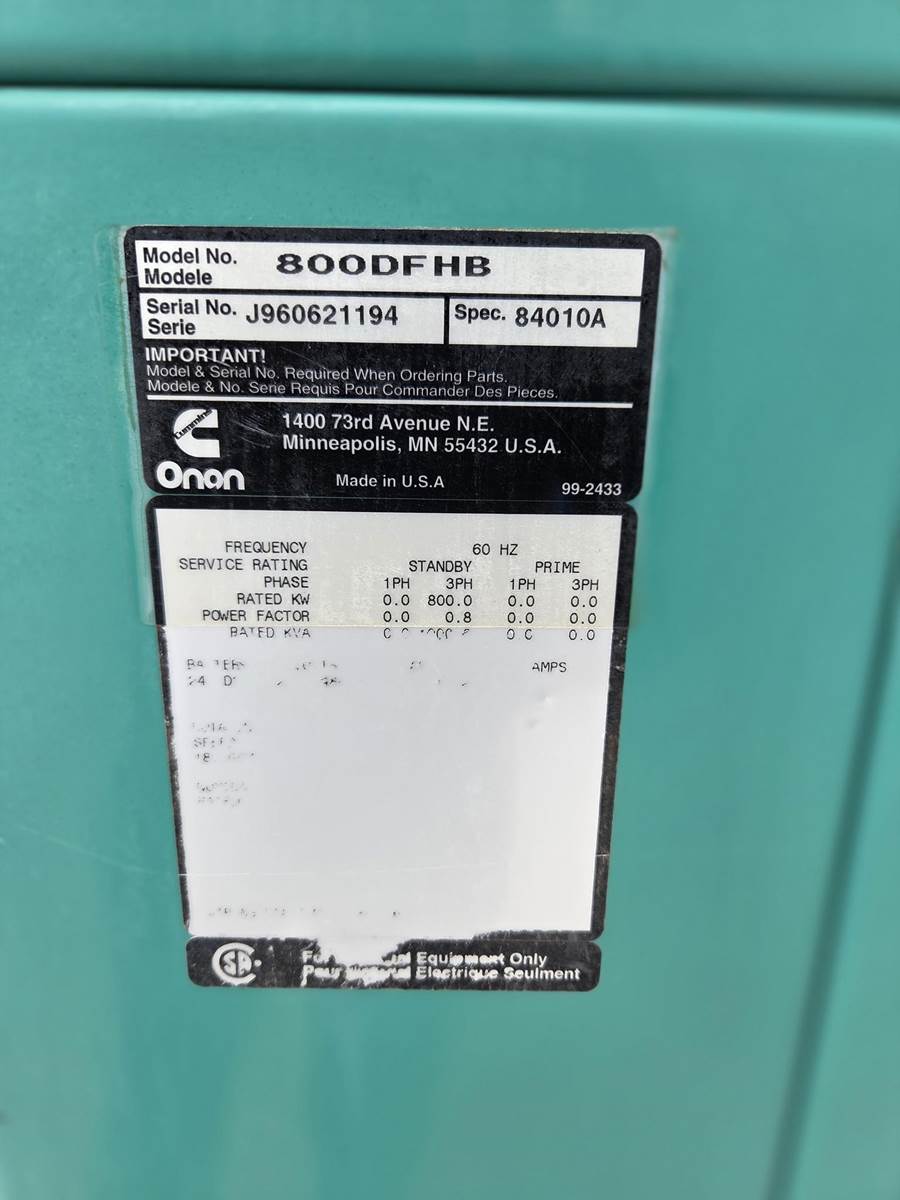 Model No. 800DFHB
Modele
Serial No. J960621194 Spec. 84010A
Serie
IMPORTANT!
Model & Serial No. Required When Ordering Parts.
Modele & No. Serie Requis Pour Commander Des Pieces.
Cummins
Onan
1400 73rd Avenue N.E.
Minneapolis, MN 55432 U.S.A.
Made in U.S.A
99-2433
FREQUENCY 60 HZ
SERVICE RATING STANDBY PRIME
PHASE 1PH 3PH 1PH 3PH
RATED KW 0.0 800.0 0.0 0.0
POWER FACTOR 0.0 0.8 0.0 0.0
RATED KVA 0.0
AMPS
24
SA
Equipment Only
Pour Electrique Seulment